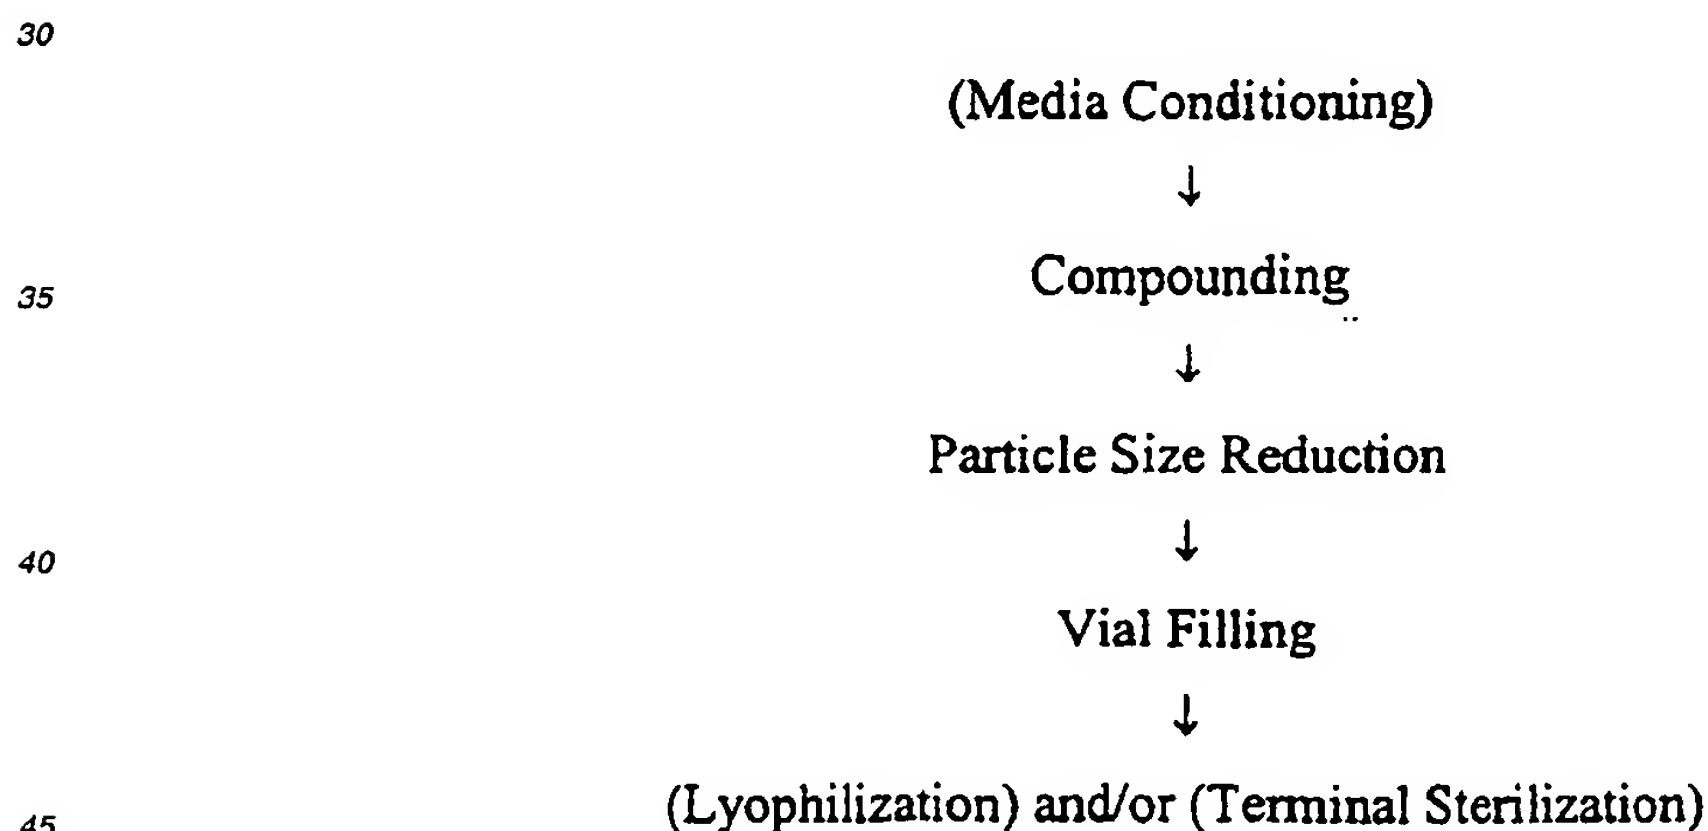 30
(Media Conditioning)
↓
Compounding
↓
35
Particle Size Reduction
↓
40
Vial Filling
↓
(Lyophilization) and/or (Terminal Sterilization)
45